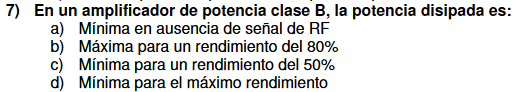 7) En un amplificador de potencia clase B, la potencia disipada es:
a) Mínima en ausencia de señal de RF
b) Máxima para un rendimiento del 80%
c) Mínima para un rendimiento del 50%
d) Mínima para el máximo rendimiento